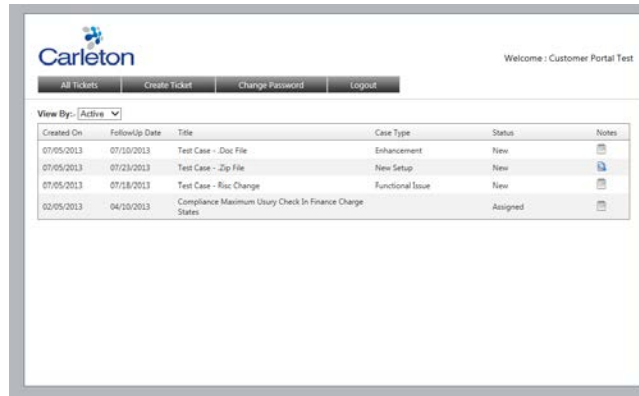 Carleton
Welcome : Customer Portal Test
All Tickets Create Ticket Change Password Logout
View By:- Active
Created On FollowUp Date Title Case Type Status Notes
07/05/2013 07/10/2013 Test Case - .Doc File Enhancement New
07/05/2013 07/23/2013 Test Case - .Zip File New Setup New
07/05/2013 07/18/2013 Test Case - Risc Change Functional Issue New
02/05/2013 04/10/2013 Compliance Maximum Usury Check In Finance Charge States Assigned